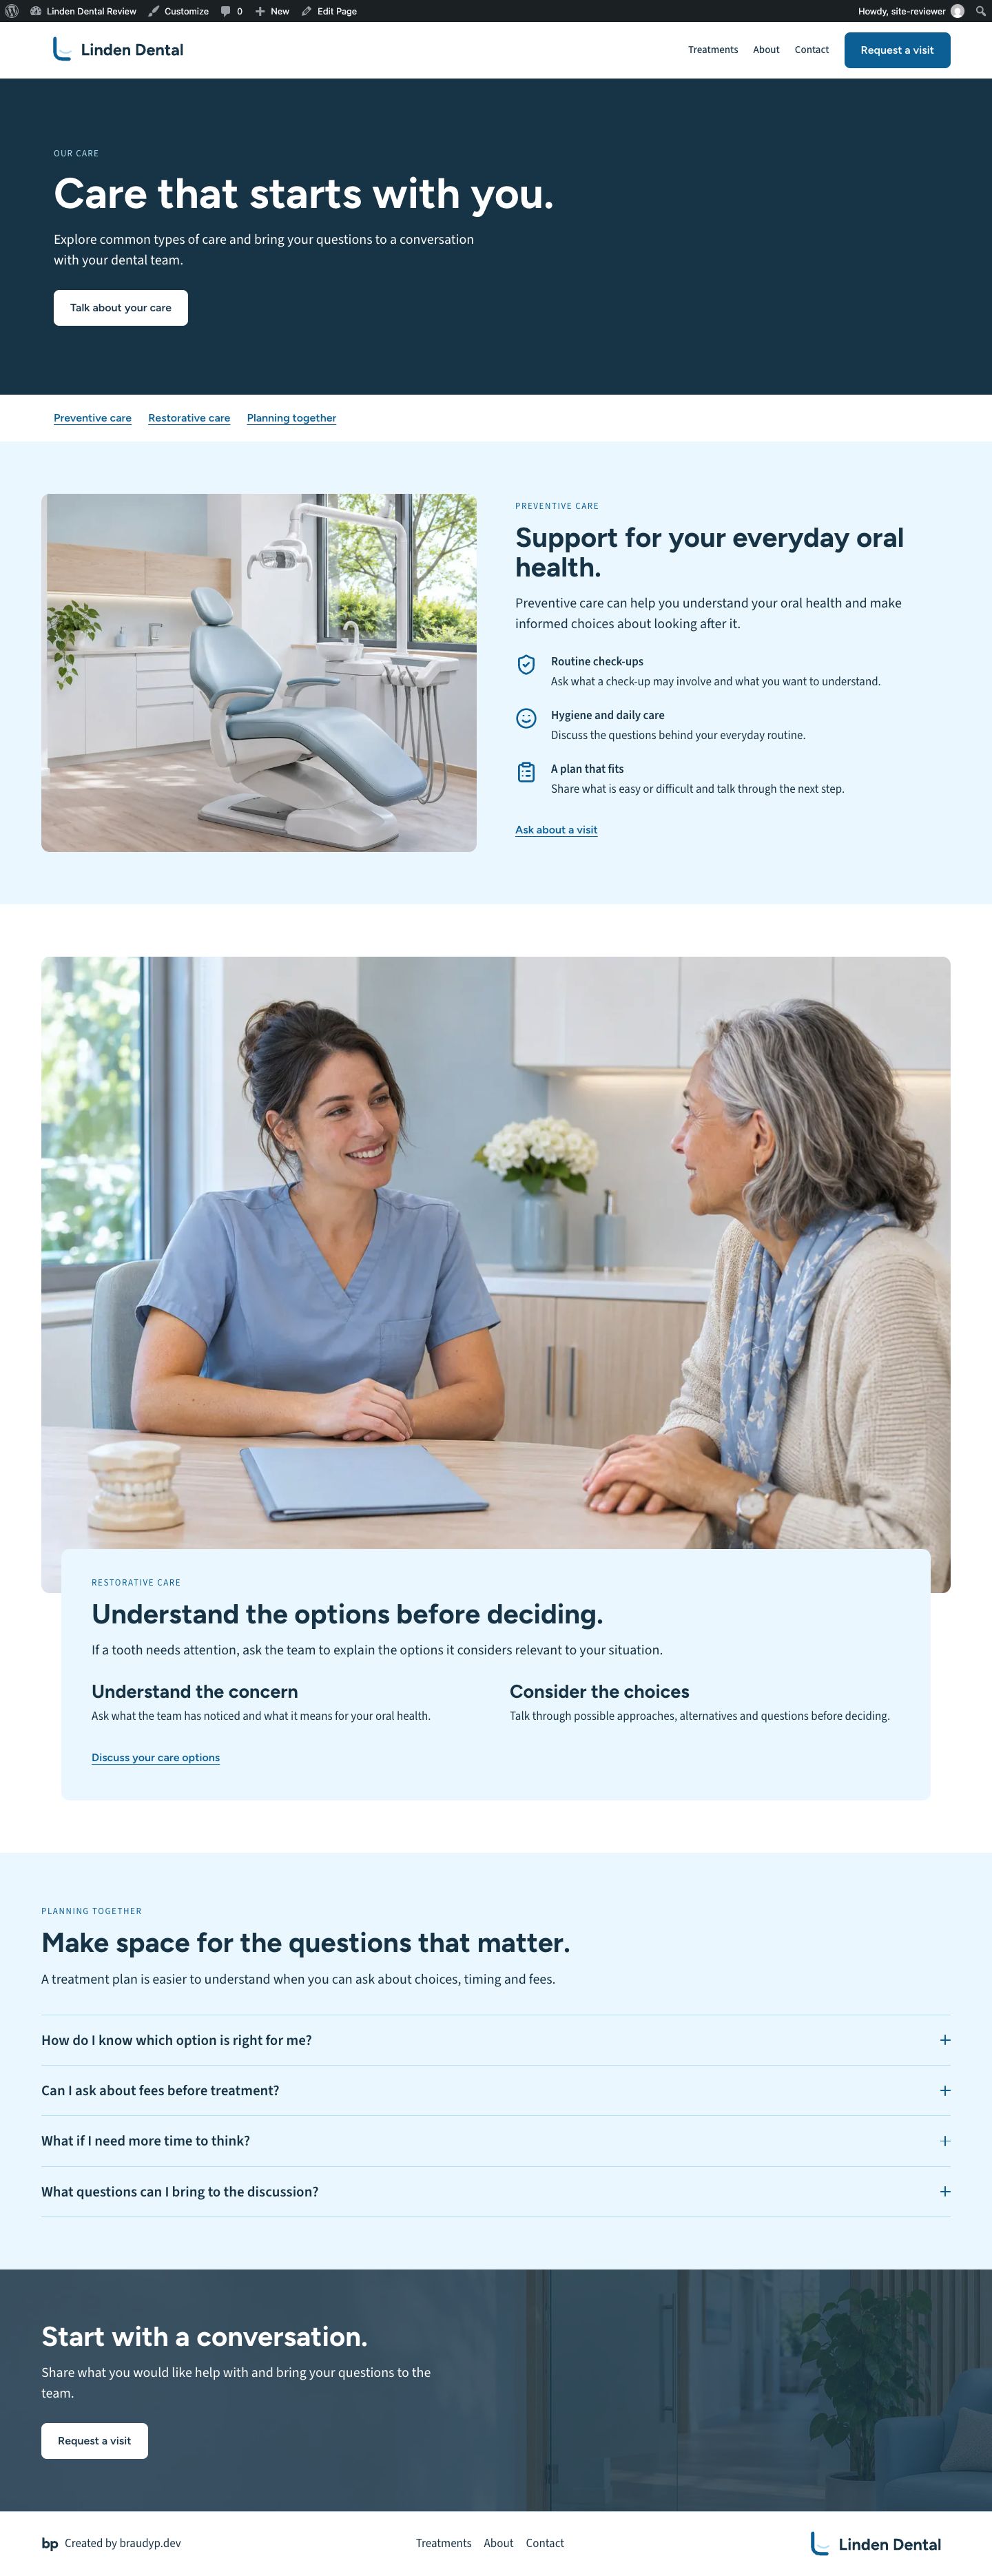 Linden Dental Review Customize 0 New Edit Page Howdy, site-reviewer
Linden Dental Treatments About Contact Request a visit
OUR CARE
Care that starts with you.
Explore common types of care and bring your questions to a conversation
with your dental team.
Talk about your care
Preventive care Restorative care Planning together
PREVENTIVE CARE
Support for your everyday oral
health.
Preventive care can help you understand your oral health and make
informed choices about looking after it.
Routine check-ups
Ask what a check-up may involve and what you want to understand.
Hygiene and daily care
Discuss the questions behind your everyday routine.
A plan that fits
Share what is easy or difficult and talk through the next step.
Ask about a visit
RESTORATIVE CARE
Understand the options before deciding.
If a tooth needs attention, ask the team to explain the options it considers relevant to your situation.
Understand the concern
Ask what the team has noticed and what it means for your oral health.
Consider the choices
Talk through possible approaches, alternatives and questions before deciding.
Discuss your care options
PLANNING TOGETHER
Make space for the questions that matter.
A treatment plan is easier to understand when you can ask about choices, timing and fees.
How do I know which option is right for me?
Can I ask about fees before treatment?
What if I need more time to think?
What questions can I bring to the discussion?
Start with a conversation.
Share what you would like help with and bring your questions to the
team.
Request a visit
bp Created by braudyp.dev Treatments About Contact Linden Dental